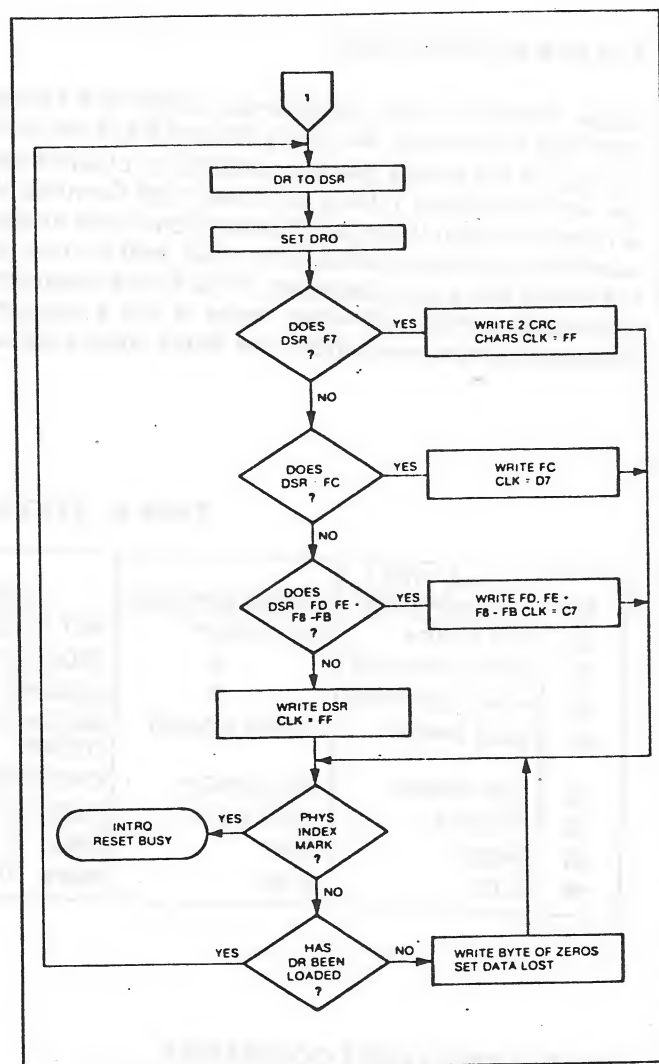 1
DR TO DSR
SET DRO
DOES
DSR F7
?
YES
WRITE 2 CRC
CHARS CLK = FF
NO
DOES
DSR FC
?
YES
WRITE FC
CLK = D7
NO
DOES
DSR FD, FE +
F8 -FB
?
YES
WRITE FD, FE +
F8 - FB CLK = C7
NO
WRITE DSR
CLK = FF
PHYS
INDEX
MARK
?
YES
INTRQ
RESET BUSY
NO
HAS
DR BEEN
LOADED
?
YES
NO
WRITE BYTE OF ZEROS
SET DATA LOST